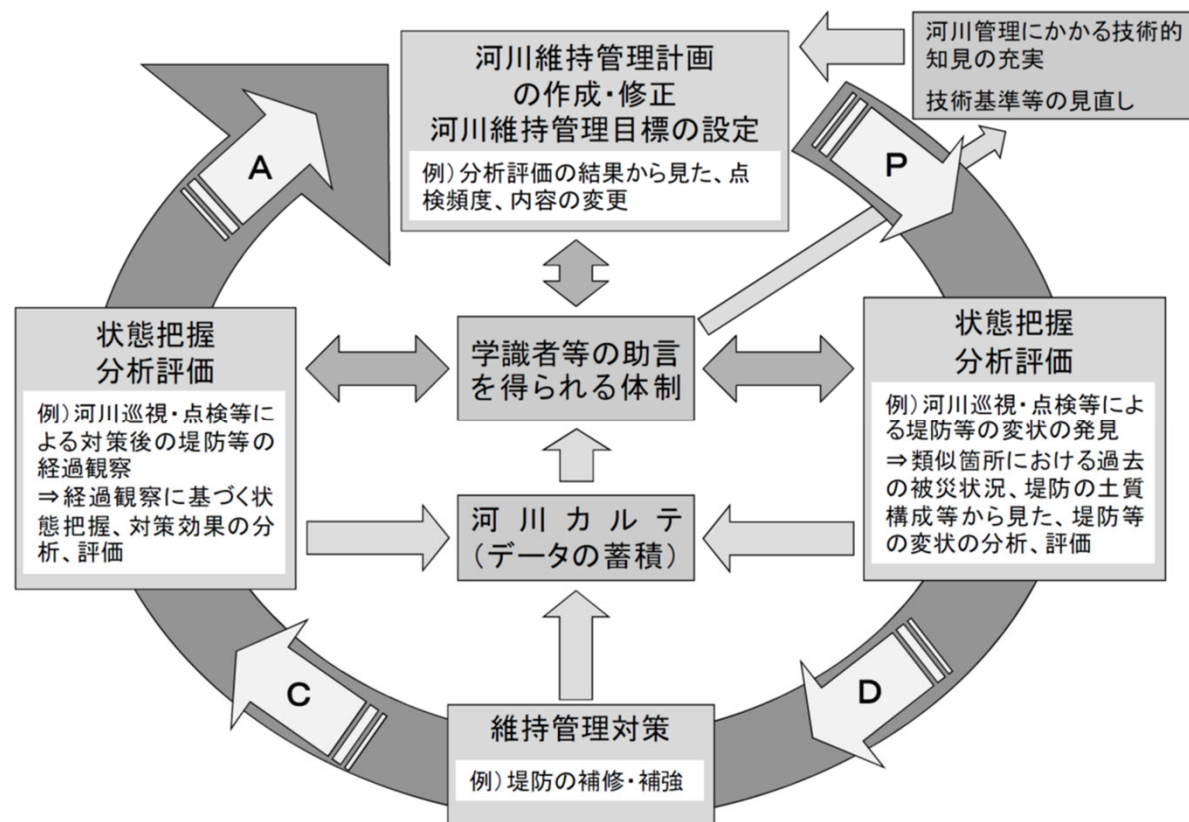 河川維持管理計画
の作成・修正
河川維持管理目標の設定
例）分析評価の結果から見た、点
検頻度、内容の変更
河川管理にかかる技術的
知見の充実
技術基準等の見直し
A
P
状態把握
分析評価
例）河川巡視・点検等に
よる対策後の堤防等の
経過観察
⇒経過観察に基づく状
態把握、対策効果の分
析、評価
学識者等の助言
を得られる体制
状態把握
分析評価
例）河川巡視・点検等によ
る堤防等の変状の発見
⇒類似箇所における過去
の被災状況、堤防の土質
構成等から見た、堤防等
の変状の分析、評価
河川カルテ
（データの蓄積）
C
D
維持管理対策
例）堤防の補修・補強